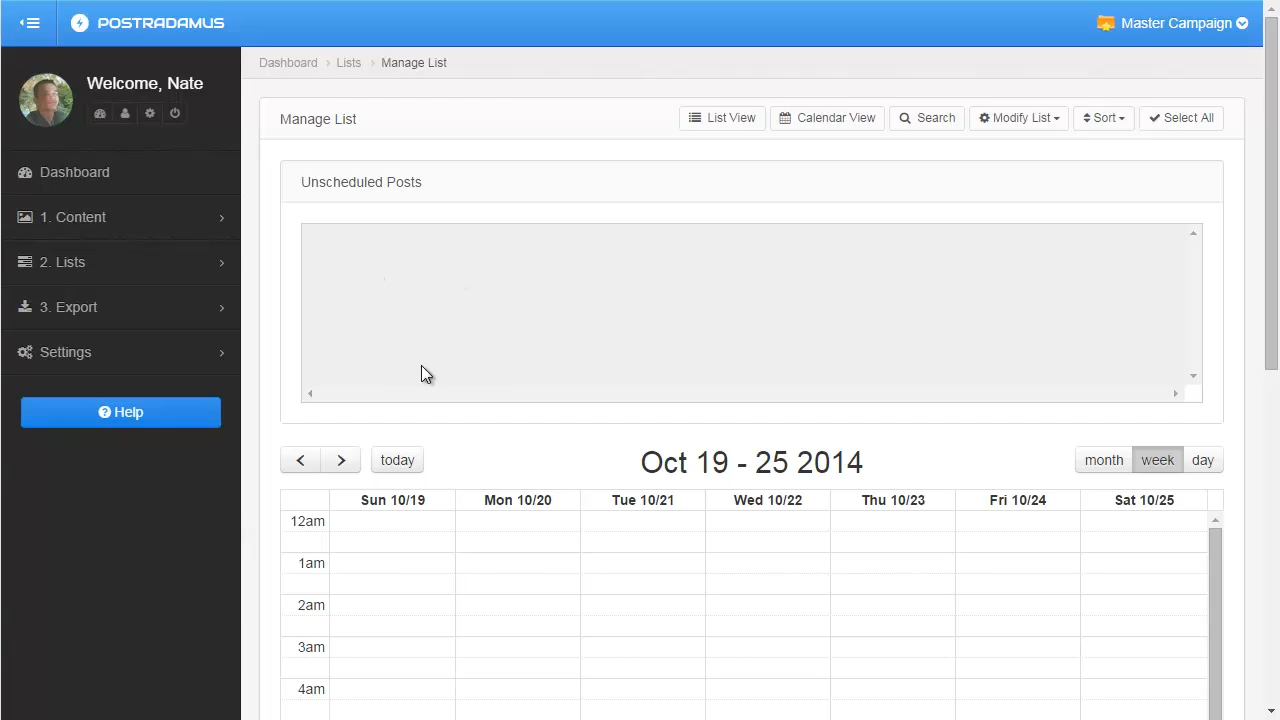 POSTRADAMUS
Master Campaign
Welcome, Nate
Dashboard
1. Content
2. Lists
3. Export
Settings
Help
Dashboard › Lists › Manage List
Manage List
List View
Calendar View
Search
Modify List
Sort
Select All
Unscheduled Posts
today
Oct 19 - 25 2014
month
week
day
Sun 10/19
Mon 10/20
Tue 10/21
Wed 10/22
Thu 10/23
Fri 10/24
Sat 10/25
12am
1am
2am
3am
4am